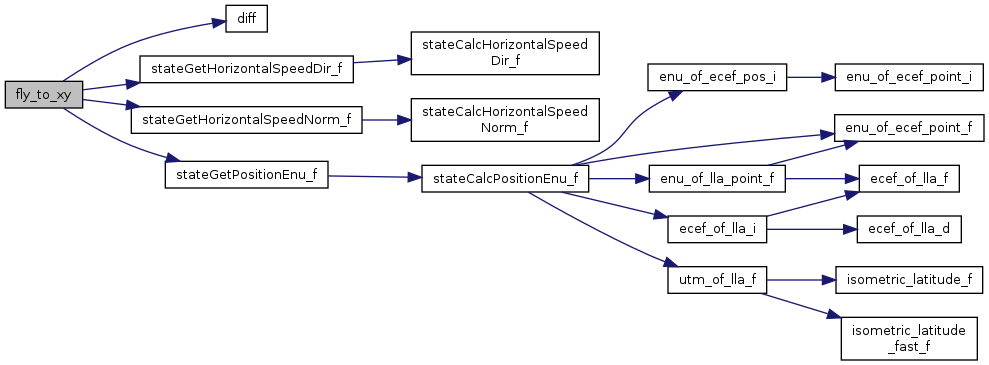 diff
stateGetHorizontalSpeedDir_f
stateCalcHorizontalSpeed
Dir_f
fly_to_xy
stateGetHorizontalSpeedNorm_f
stateCalcHorizontalSpeed
Norm_f
stateGetPositionEnu_f
stateCalcPositionEnu_f
enu_of_ecef_pos_i
enu_of_ecef_point_i
enu_of_ecef_point_f
enu_of_lla_point_f
ecef_of_lla_f
ecef_of_lla_i
ecef_of_lla_d
utm_of_lla_f
isometric_latitude_f
isometric_latitude
_fast_f